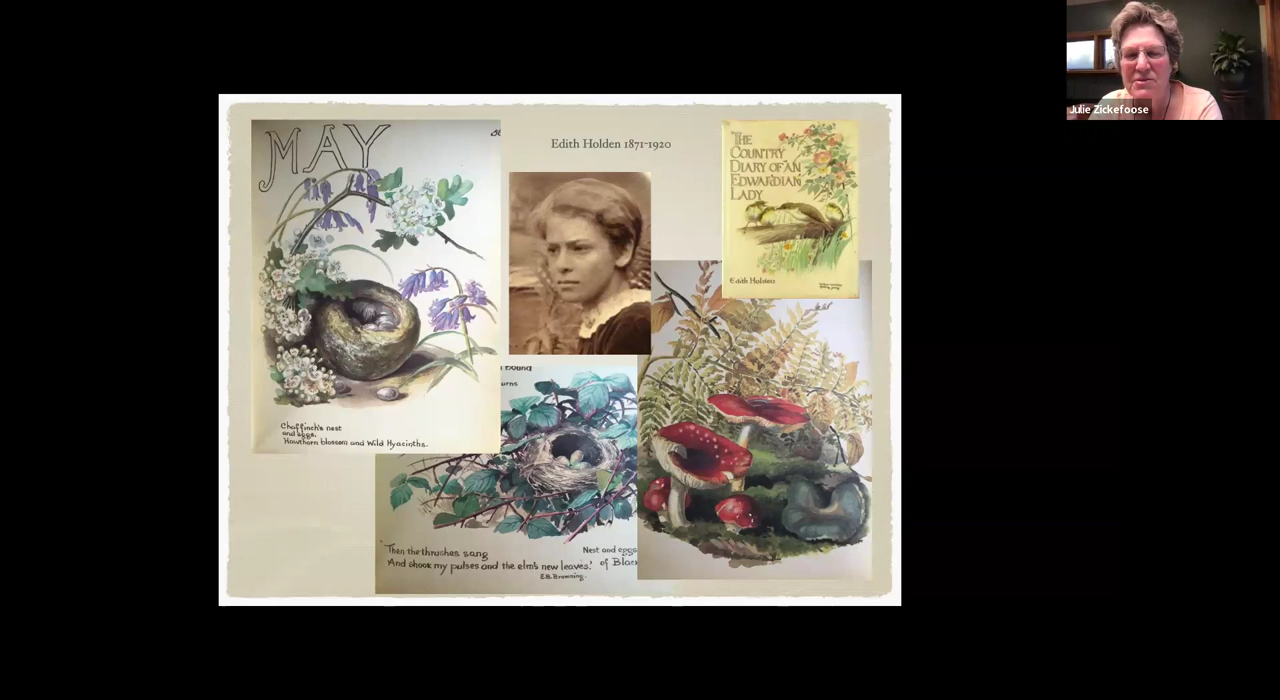 Julie Zickefoose
MAY
Edith Holden 1871-1920
THE
COUNTRY
DIARY OF AN
EDWARDIAN
LADY
Edith Holden
Chaffinch's nest
and eggs.
Hawthorn blossom and Wild Hyacinths.
"Then the thrushes sang
And shook my pulses and the elm's new leaves.'
E.B. Browning.
Nest and eggs
of Blac